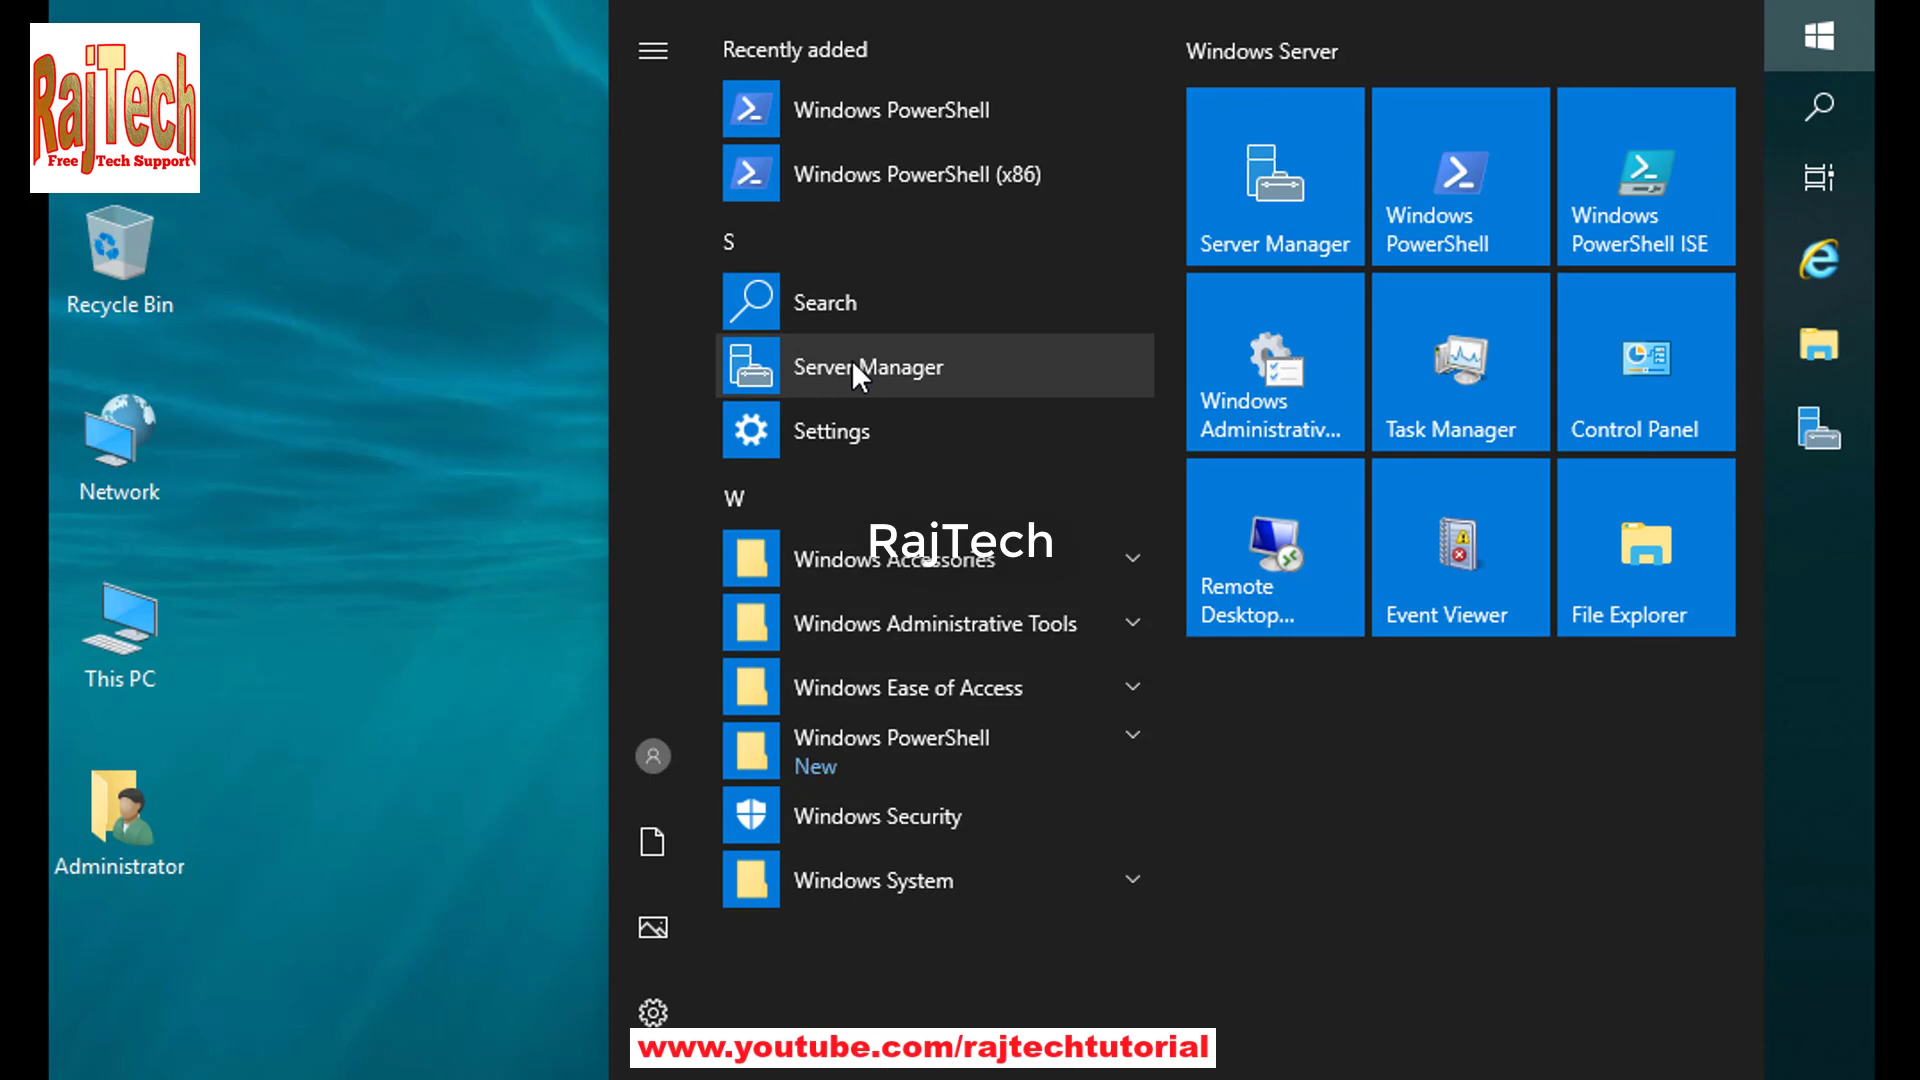 RajTech
Free Tech Support
Recycle Bin
Network
This PC
Administrator
Recently added
Windows PowerShell
Windows PowerShell (x86)
S
Search
Server Manager
Settings
W
Windows Accessories
RajTech
Windows Administrative Tools
Windows Ease of Access
Windows PowerShell
New
Windows Security
Windows System
Windows Server
Server Manager
Windows
PowerShell
Windows
PowerShell ISE
Windows
Administrativ...
Task Manager
Control Panel
Remote
Desktop...
Event Viewer
File Explorer
www.youtube.com/rajtechtutorial